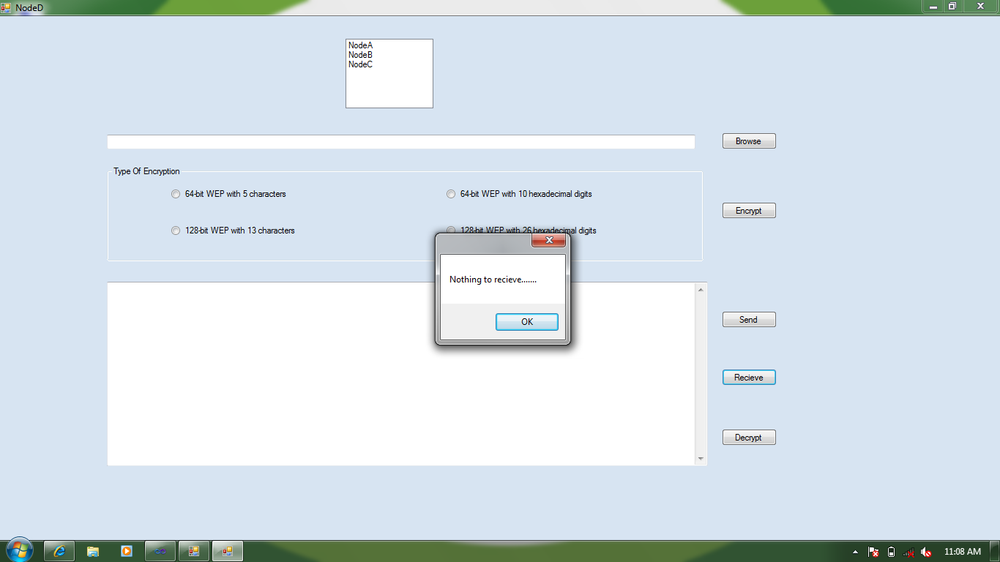 NodeD
NodeA
NodeB
NodeC
Browse
Type Of Encryption
64-bit WEP with 5 characters
64-bit WEP with 10 hexadecimal digits
Encrypt
128-bit WEP with 13 characters
128-bit WEP with 26 hexadecimal digits
Nothing to recieve.......
OK
Send
Recieve
Decrypt
11:08 AM